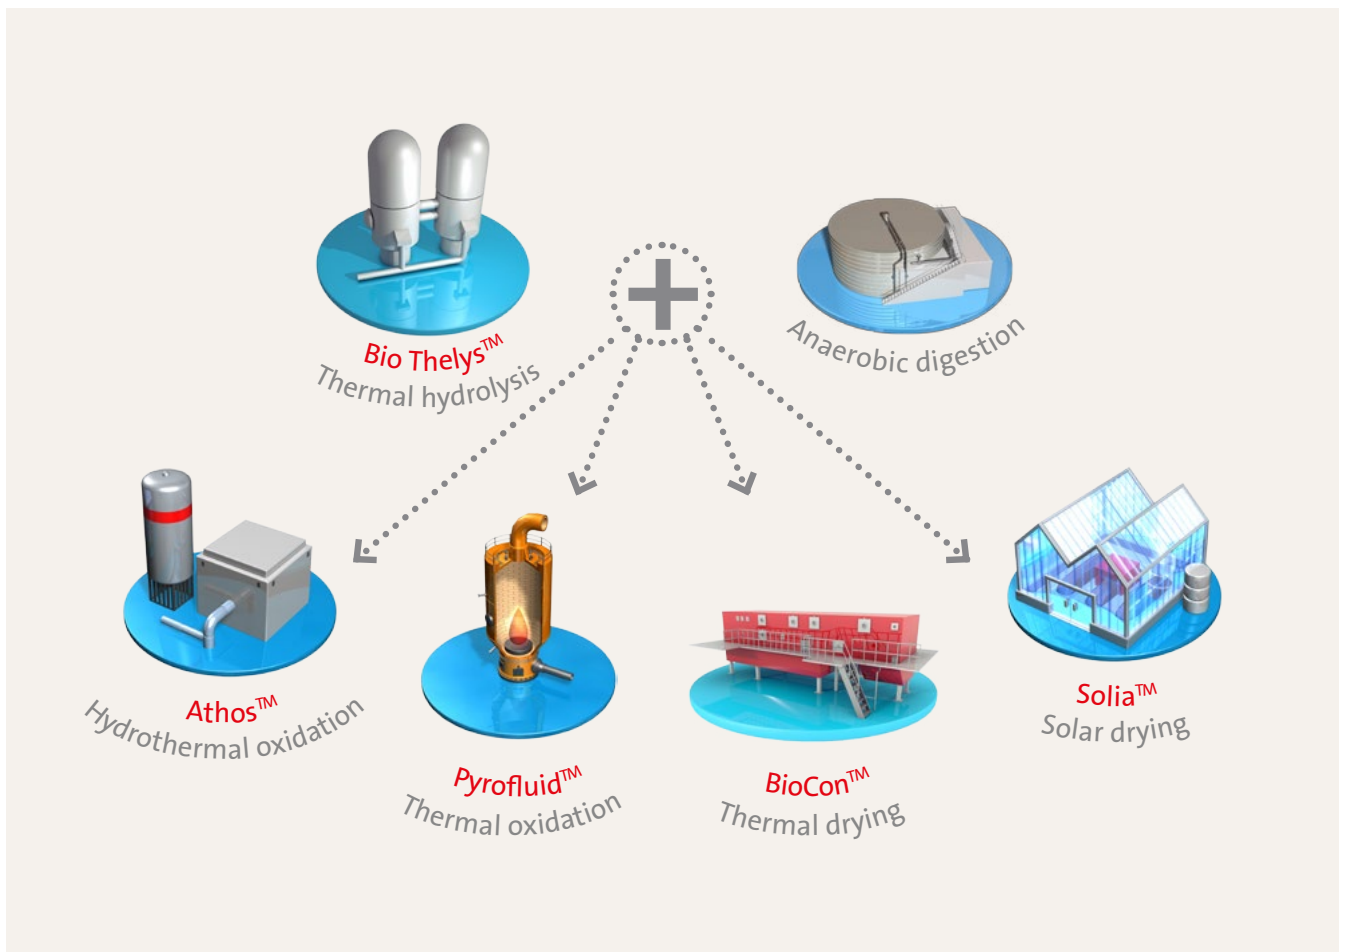 Bio Thelys™
Thermal hydrolysis
Anaerobic digestion
Athos™
Hydrothermal oxidation
Pyrofluid™
Thermal oxidation
BioCon™
Thermal drying
Solia™
Solar drying